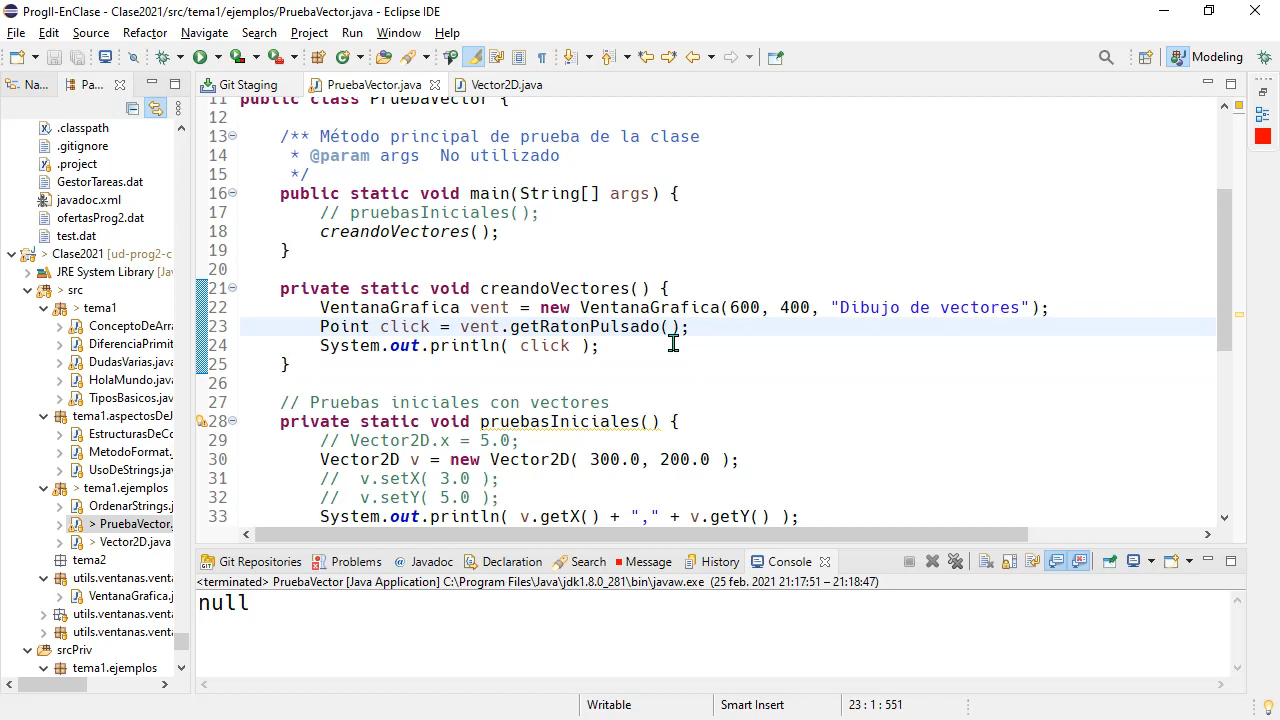 ProgII-EnClase - Clase2021/src/tema1/ejemplos/PruebaVector.java - Eclipse IDE
File Edit Source Refactor Navigate Search Project Run Window Help
Modeling
Na... Pa...
Git Staging PruebaVector.java Vector2D.java
.classpath
.gitignore
.project
GestorTareas.dat
javadoc.xml
ofertasProg2.dat
test.dat
> Clase2021 [ud-prog2-c
JRE System Library [Ja
> src
> tema1
ConceptoDeArra
DiferenciaPrimit
DudasVarias.java
HolaMundo.java
TiposBasicos.jav
tema1.aspectosDeJ
EstructurasDeCo
MetodoFormat.j
UsoDeStrings.jav
> tema1.ejemplos
OrdenarStrings.j
> PruebaVector.
> Vector2D.java
tema2
utils.ventanas.venta
VentanaGrafica.j
utils.ventanas.vent
utils.ventanas.vent
srcPriv
tema1.ejemplos
11 public class PruebaVector {
12
13 /** Método principal de prueba de la clase
14 * @param args No utilizado
15 */
16 public static void main(String[] args) {
17 // pruebasIniciales();
18 creandoVectores();
19 }
20
21 private static void creandoVectores() {
22 VentanaGrafica vent = new VentanaGrafica(600, 400, "Dibujo de vectores");
23 Point click = vent.getRatonPulsado();
24 System.out.println( click );
25 }
26
27 // Pruebas iniciales con vectores
28 private static void pruebasIniciales() {
29 // Vector2D.x = 5.0;
30 Vector2D v = new Vector2D( 300.0, 200.0 );
31 // v.setX( 3.0 );
32 // v.setY( 5.0 );
33 System.out.println( v.getX() + "," + v.getY() );
Git Repositories Problems Javadoc Declaration Search Message History Console
<terminated> PruebaVector [Java Application] C:\Program Files\Java\jdk1.8.0_281\bin\javaw.exe (25 feb. 2021 21:17:51 – 21:18:47)
null
Writable Smart Insert 23 : 1 : 551